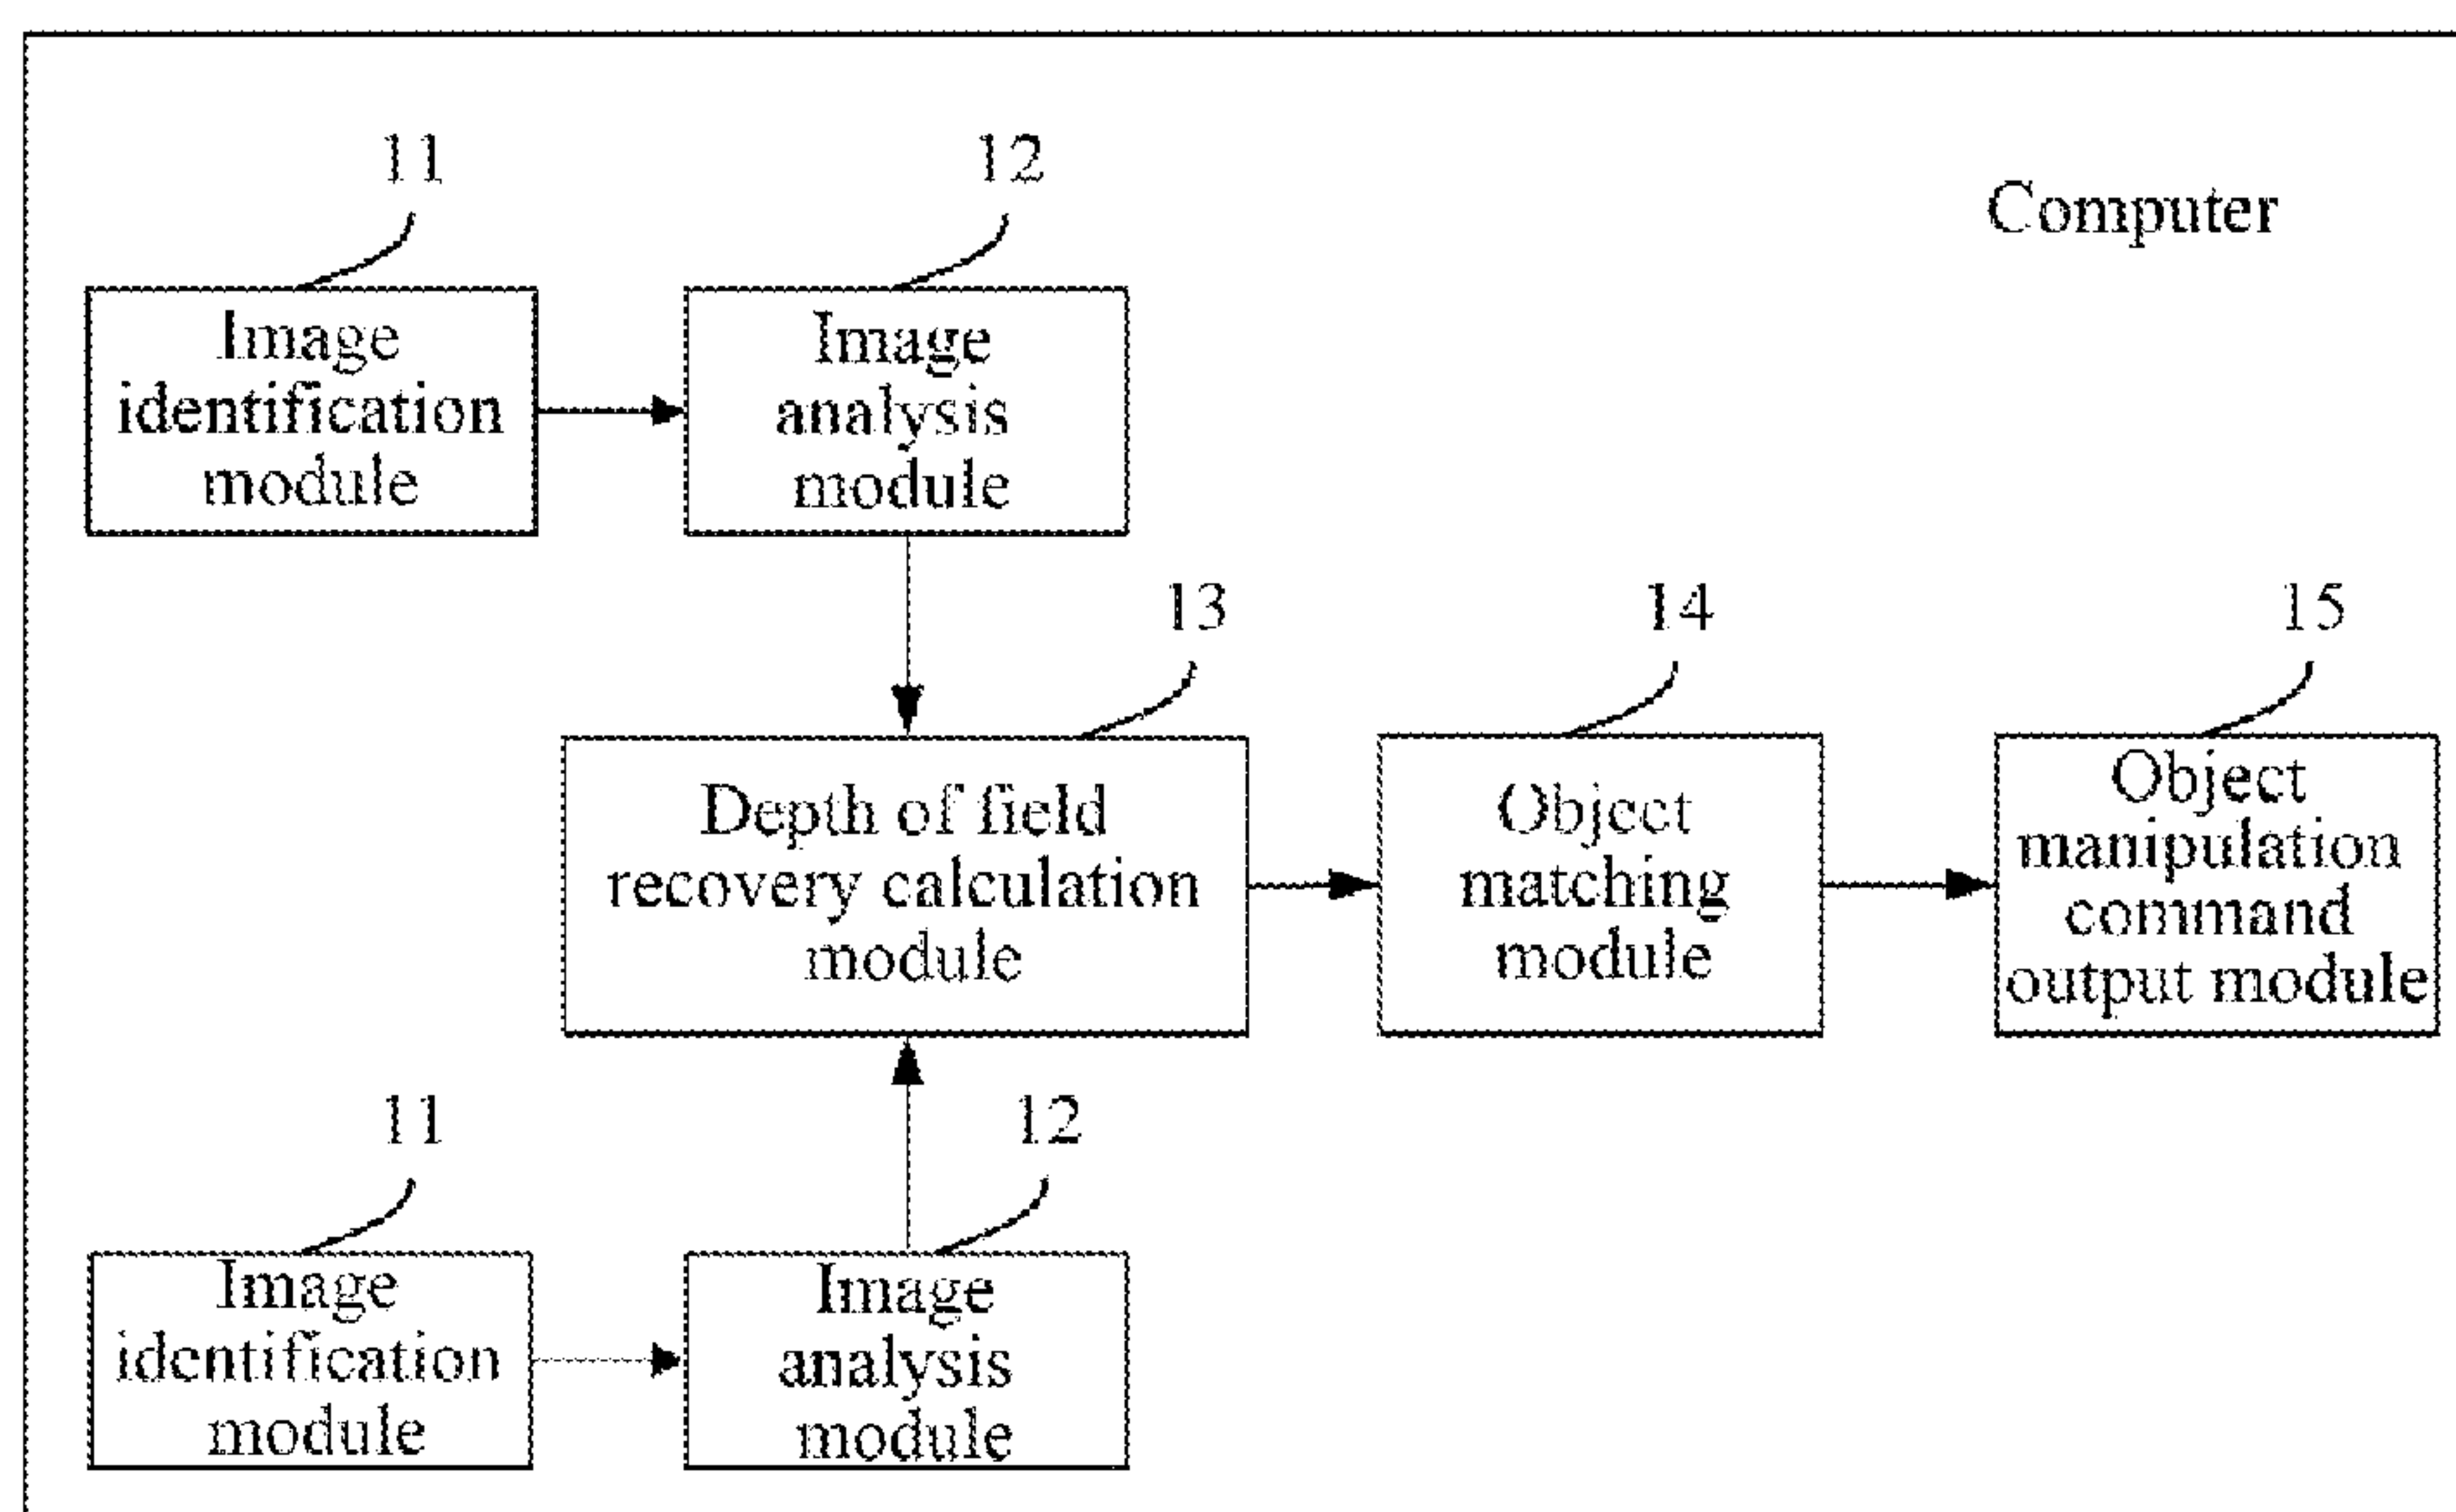 11
12
Computer
Image
identification
module
Image
analysis
module
13
14
15
Depth of field
recovery calculation
module
Object
matching
module
Object
manipulation
command
output module
11
12
Image
identification
module
Image
analysis
module